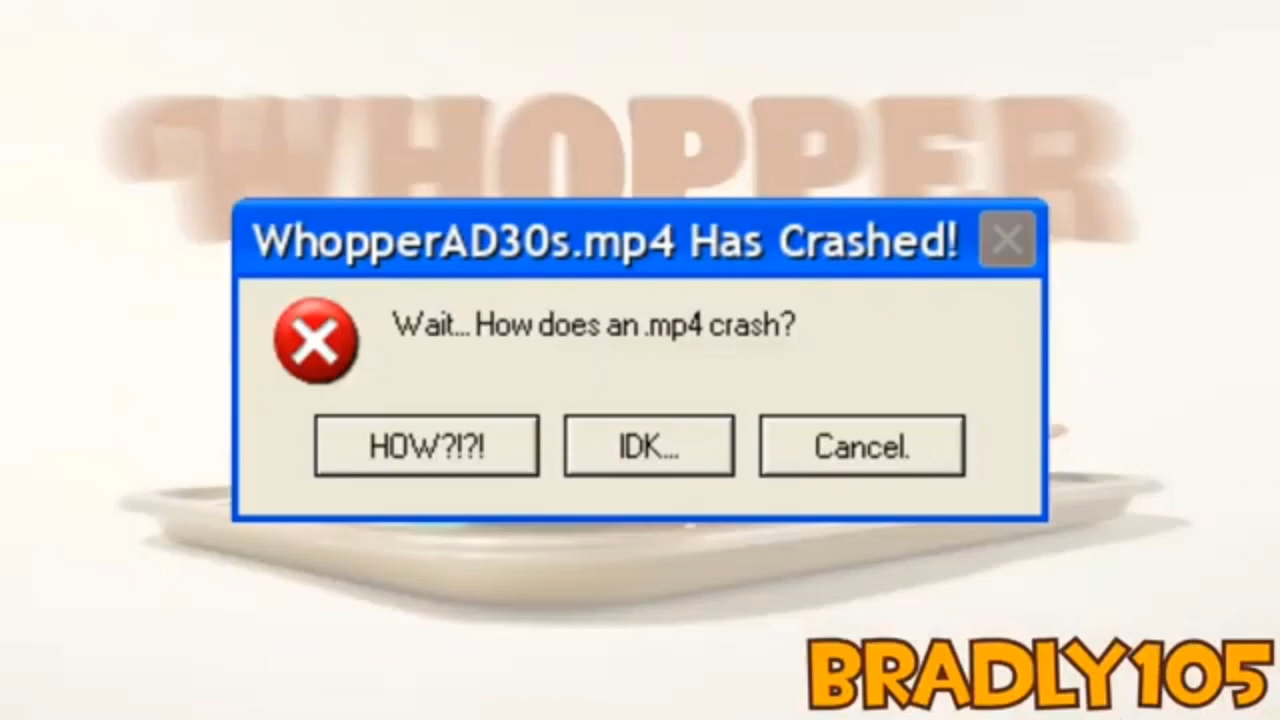 WHOPPER
WhopperAD30s.mp4 Has Crashed!
Wait... How does an .mp4 crash?
HOW?!?! IDK... Cancel.
BRADLY105